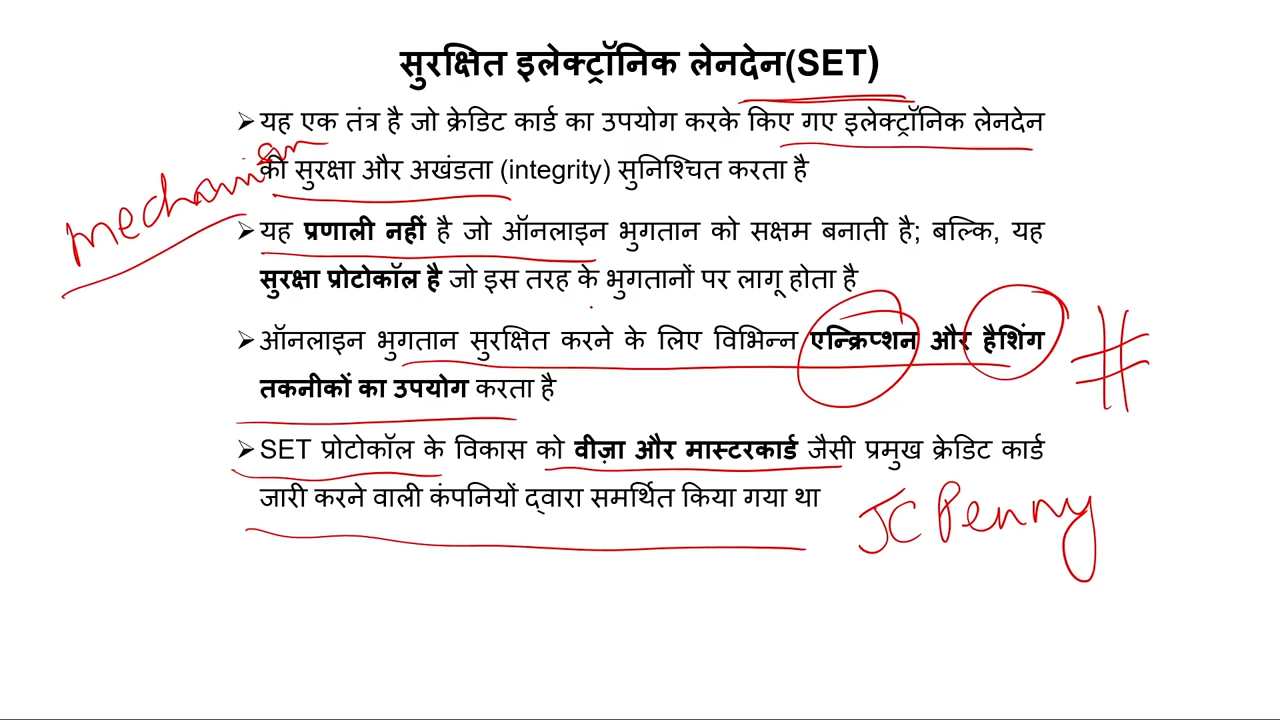 सुरक्षित इलेक्ट्रॉनिक लेनदेन(SET)
➢ यह एक तंत्र है जो क्रेडिट कार्ड का उपयोग करके किए गए इलेक्ट्रॉनिक लेनदेन
की सुरक्षा और अखंडता (integrity) सुनिश्चित करता है
mechanism
➢ यह प्रणाली नहीं है जो ऑनलाइन भुगतान को सक्षम बनाती है; बल्कि, यह
सुरक्षा प्रोटोकॉल है जो इस तरह के भुगतानों पर लागू होता है
➢ ऑनलाइन भुगतान सुरक्षित करने के लिए विभिन्न एन्क्रिप्शन और हैशिंग
#
तकनीकों का उपयोग करता है
➢ SET प्रोटोकॉल के विकास को वीज़ा और मास्टरकार्ड जैसी प्रमुख क्रेडिट कार्ड
जारी करने वाली कंपनियों द्वारा समर्थित किया गया था
JC Penny